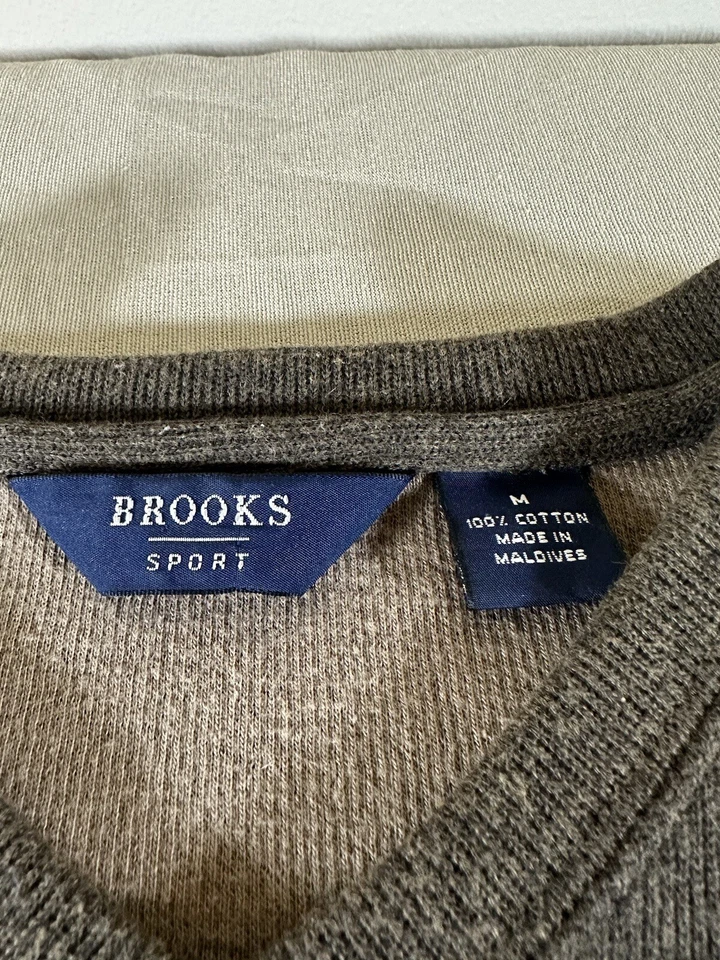 BROOKS
SPORT
M
100% COTTON
MADE IN
MALDIVES